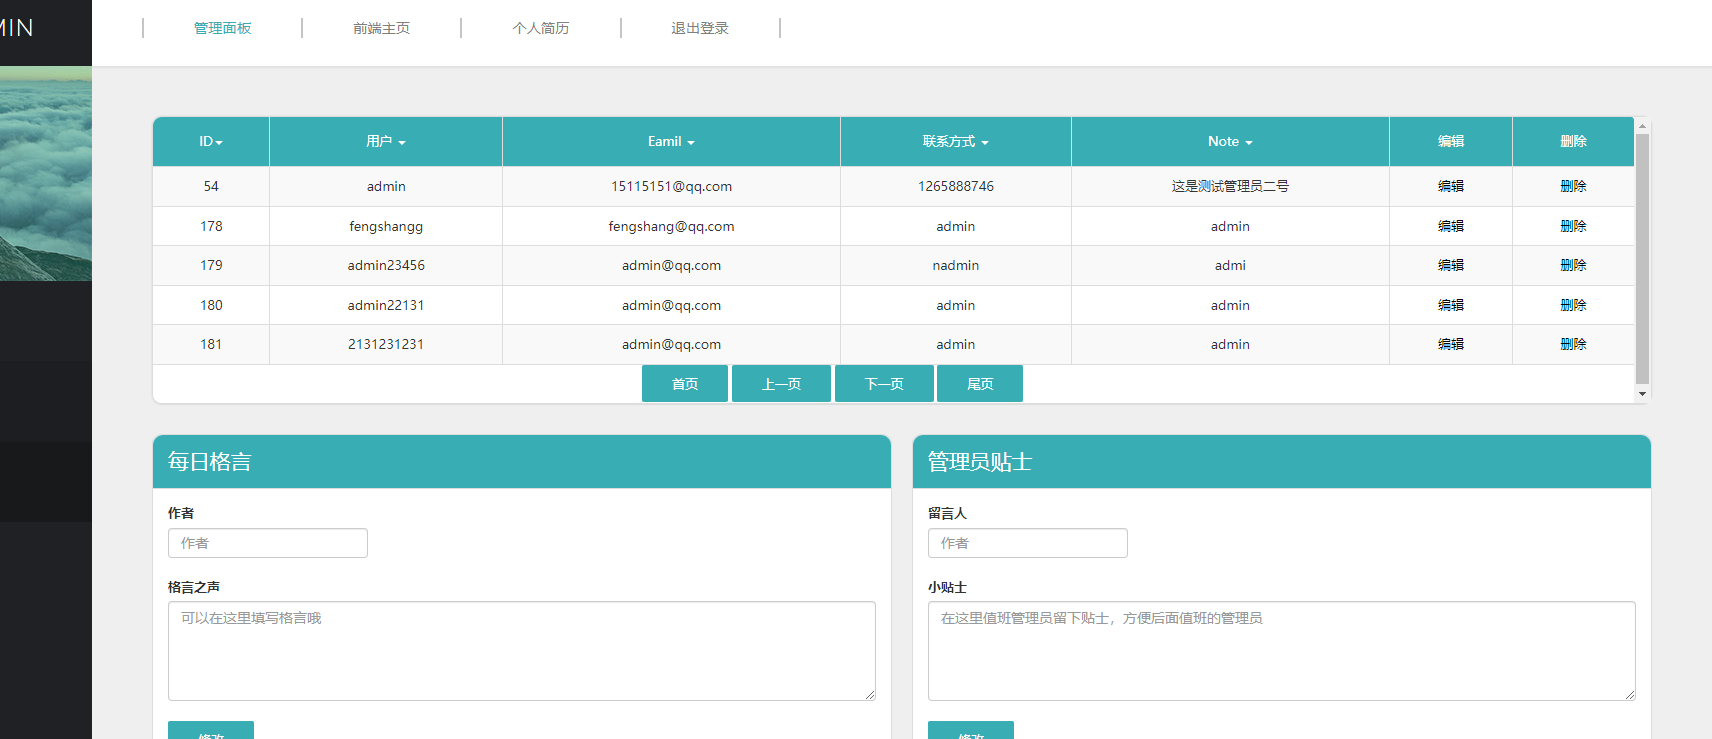 MIN
管理面板 前端主页 个人简历 退出登录
ID 用户 Eamil 联系方式 Note 编辑 删除
54 admin 15115151@qq.com 1265888746 这是测试管理员二号 编辑 删除
178 fengshangg fengshang@qq.com admin admin 编辑 删除
179 admin23456 admin@qq.com nadmin admi 编辑 删除
180 admin22131 admin@qq.com admin admin 编辑 删除
181 2131231231 admin@qq.com admin admin 编辑 删除
首页 上一页 下一页 尾页
每日格言 管理员贴士
作者 留言人
作者 作者
格言之声 小贴士
可以在这里填写格言哦 在这里值班管理员留下贴士，方便后面值班的管理员
修改 修改